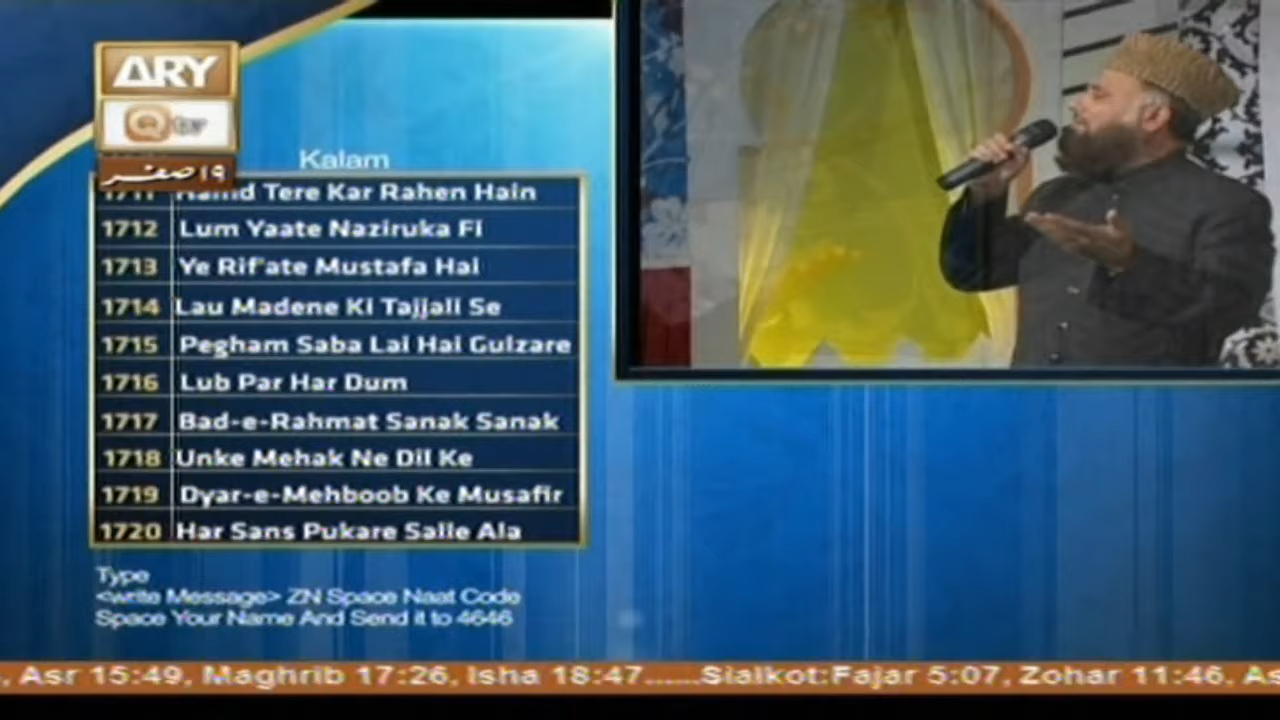 ARY
Q tv
۱۹ صفر
Kalam
1711 Hamd Tere Kar Rahen Hain
1712 Lum Yaate Naziruka Fi
1713 Ye Rif'ate Mustafa Hai
1714 Lau Madene Ki Tajjali Se
1715 Pegham Saba Lai Hai Gulzare
1716 Lub Par Har Dum
1717 Bad-e-Rahmat Sanak Sanak
1718 Unke Mehak Ne Dil Ke
1719 Dyar-e-Mehboob Ke Musafir
1720 Har Sans Pukare Salle Ala
Type
<write Message> ZN Space Naat Code
Space Your Name And Send it to 4646
, Asr 15:49, Maghrib 17:26, Isha 18:47......Sialkot:Fajar 5:07, Zohar 11:46, As